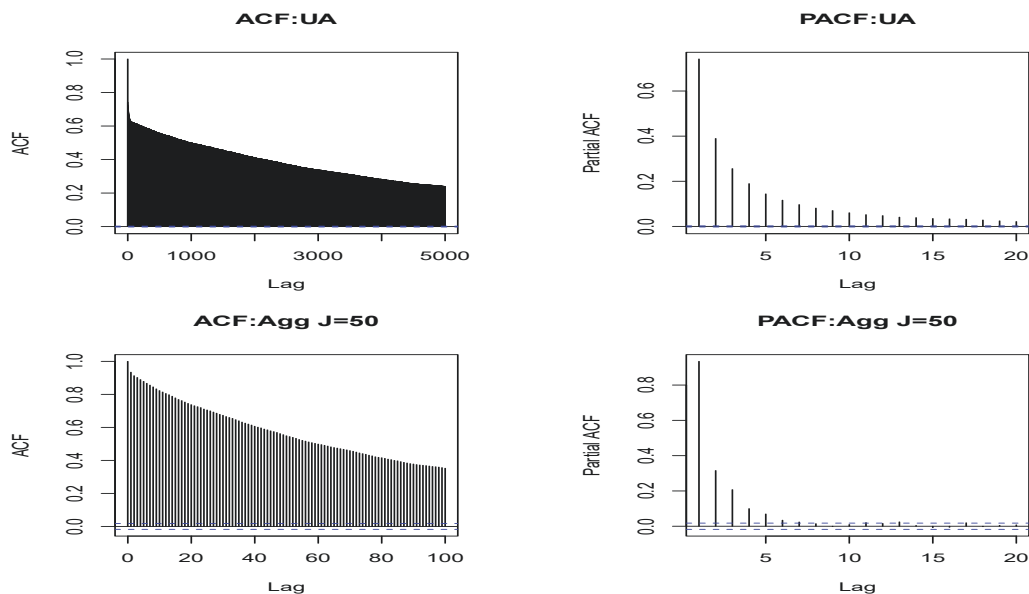 ACF:UA
ACF
0.0 0.2 0.4 0.6 0.8 1.0
0 1000 3000 5000
Lag
PACF:UA
Partial ACF
0.0 0.2 0.4 0.6
5 10 15 20
Lag
ACF:Agg J=50
ACF
0.0 0.2 0.4 0.6 0.8 1.0
0 20 40 60 80 100
Lag
PACF:Agg J=50
Partial ACF
0.0 0.2 0.4 0.6 0.8
5 10 15 20
Lag